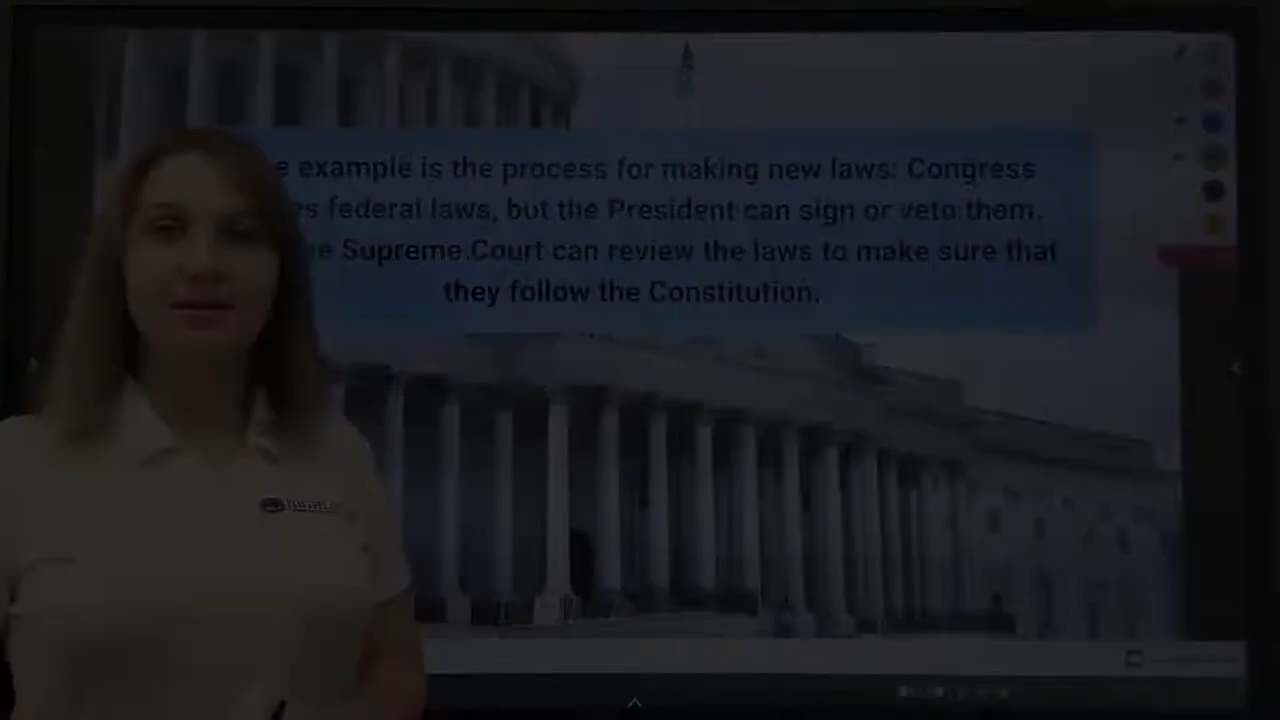 example is the process for making new laws: Congress
federal laws, but the President can sign or veto them.
Supreme Court can review the laws to make sure that
they follow the Constitution.